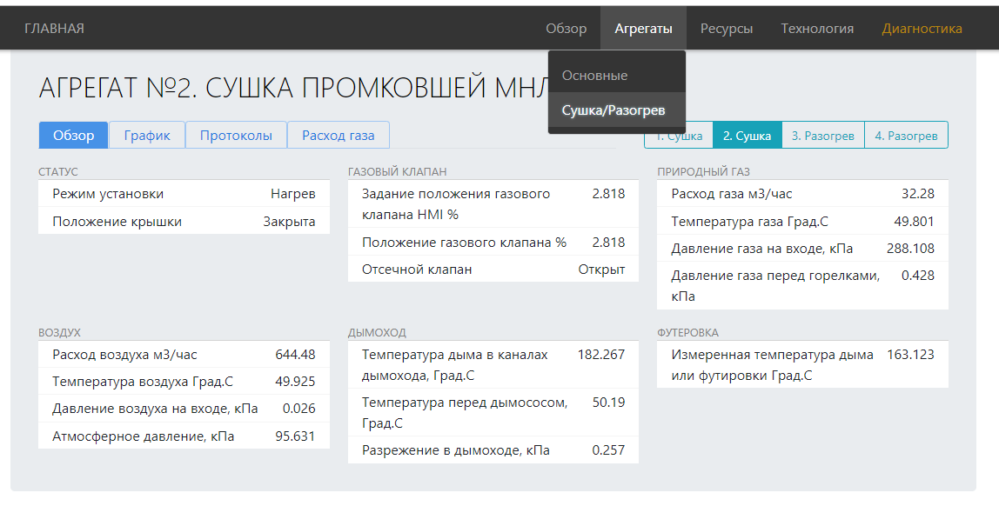 ГЛАВНАЯ
Обзор
Агрегаты
Ресурсы
Технология
Диагностика
Основные
Сушка/Разогрев
АГРЕГАТ №2. СУШКА ПРОМКОВШЕЙ МНЛ
Обзор
График
Протоколы
Расход газа
1. Сушка
2. Сушка
3. Разогрев
4. Разогрев
СТАТУС
Режим установки Нагрев
Положение крышки Закрыта
ГАЗОВЫЙ КЛАПАН
Задание положения газового 2.818
клапана HMI %
Положение газового клапана % 2.818
Отсечной клапан Открыт
ПРИРОДНЫЙ ГАЗ
Расход газа м3/час 32.28
Температура газа Град.С 49.801
Давление газа на входе, кПа 288.108
Давление газа перед горелками, 0.428
кПа
ВОЗДУХ
Расход воздуха м3/час 644.48
Температура воздуха Град.С 49.925
Давление воздуха на входе, кПа 0.026
Атмосферное давление, кПа 95.631
ДЫМОХОД
Температура дыма в каналах 182.267
дымохода, Град.С
Температура перед дымососом, 50.19
Град.С
Разрежение в дымоходе, кПа 0.257
ФУТЕРОВКА
Измеренная температура дыма 163.123
или футировки Град.С